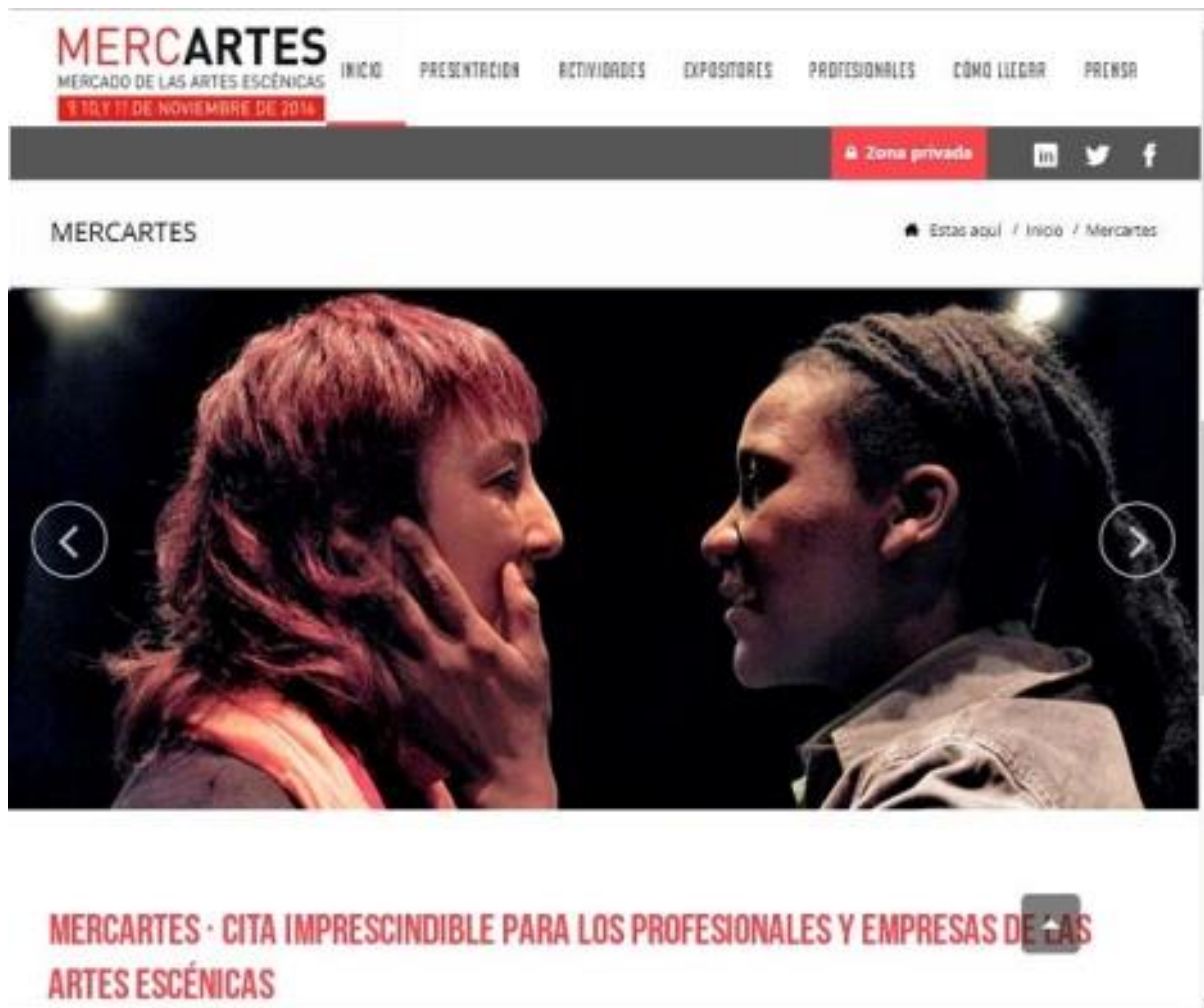 MERCARTES
MERCADO DE LAS ARTES ESCÉNICAS
9, 10, Y 11 DE NOVIEMBRE DE 2016
INICIO PRESENTACION ACTIVIDADES EXPOSITORES PROFESIONALES CÓMO LLEGAR PRENSA
Zona privada in f
MERCARTES
Estas aquí / Inicio / Mercartes
MERCARTES · CITA IMPRESCINDIBLE PARA LOS PROFESIONALES Y EMPRESAS DE LAS
ARTES ESCÉNICAS